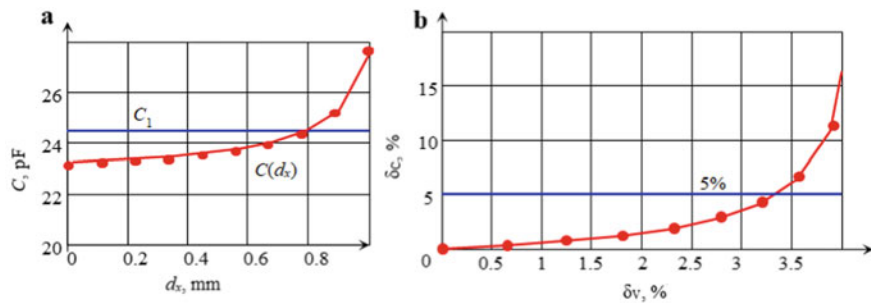 a
26
24
22
20
C, pF
C₁
C(dₓ)
0 0.2 0.4 0.6 0.8
dₓ, mm
b
15
10
5
0
δc, %
5%
0.5 1 1.5 2 2.5 3 3.5
δv, %